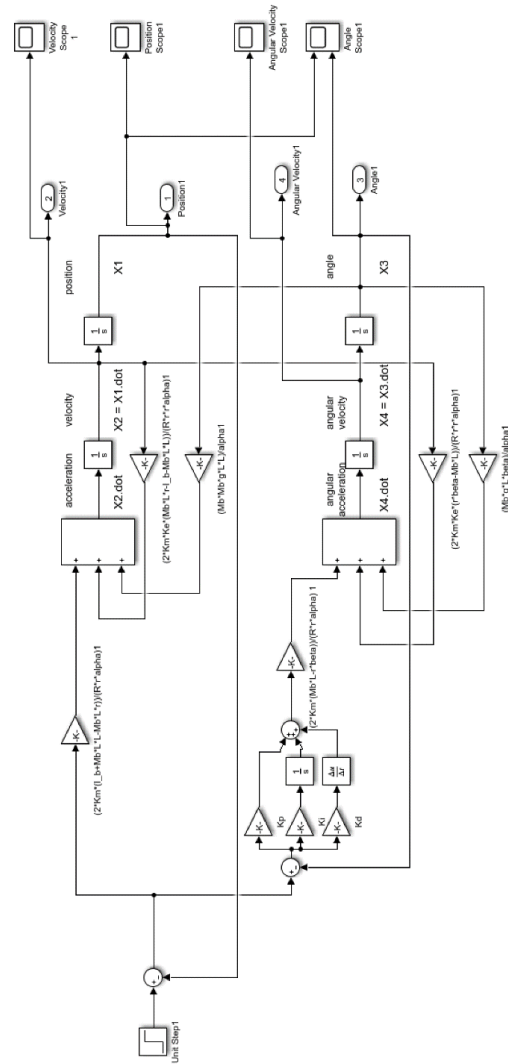 Velocity
Scope
1
Position
Scope1
Angular Velocity
Scope1
Angle
Scope1
2
Velocity1
1
Position1
4
Angular Velocity1
3
Angle1
position
X1
angle
X3
1
s
1
s
velocity
X2 = X1.dot
angular
velocity
X4 = X3.dot
1
s
1
s
acceleration
X2.dot
angular
acceleration
X4.dot
-K-
(2*Km*Ke*(Mb*L*r-I_b-Mb*L*L))/(R*r*r*alpha)1
-K-
(Mb*Mb*g*L*L)/alpha1
-K-
(2*Km*Ke*(r*beta-Mb*L))/(R*r*r*alpha)1
-K-
(Mb*g*L*beta)/alpha1
+
+
+
+
+
+
-K-
(2*Km*(I_b+Mb*L*L-Mb*L*r))/(R*r*alpha)1
-K-
(2*Km*(Mb*L-r*beta))/(R*r*alpha) 1
1
s
Δu
Δt
-K-
Kp
-K-
Ki
-K-
Kd
Unit Step1